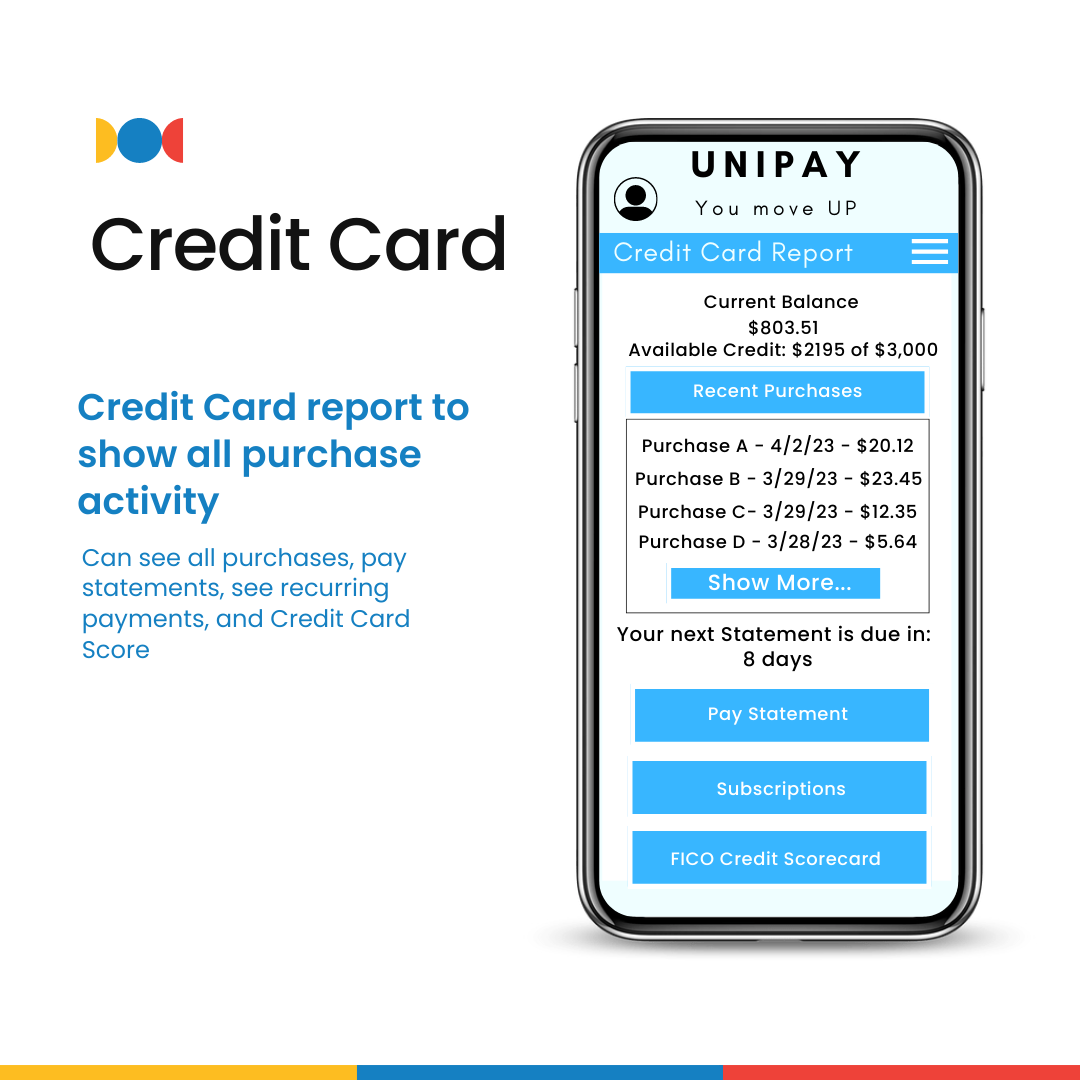 Credit Card
Credit Card report to
show all purchase
activity
Can see all purchases, pay
statements, see recurring
payments, and Credit Card
Score
UNIPAY
You move UP
Credit Card Report
Current Balance
$803.51
Available Credit: $2195 of $3,000
Recent Purchases
Purchase A - 4/2/23 - $20.12
Purchase B - 3/29/23 - $23.45
Purchase C- 3/29/23 - $12.35
Purchase D - 3/28/23 - $5.64
Show More...
Your next Statement is due in:
8 days
Pay Statement
Subscriptions
FICO Credit Scorecard